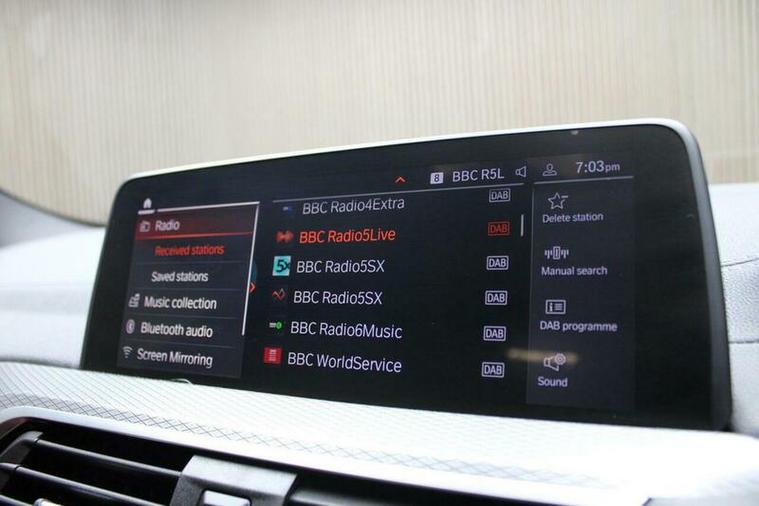 8 BBC R5L 7:03pm
Radio
Received stations
Saved stations
Music collection
Bluetooth audio
Screen Mirroring
BBC Radio4Extra DAB
BBC Radio5Live DAB
5x BBC Radio5SX DAB
BBC Radio5SX DAB
BBC Radio6Music DAB
BBC WorldService DAB
Delete station
Manual search
DAB programme
Sound